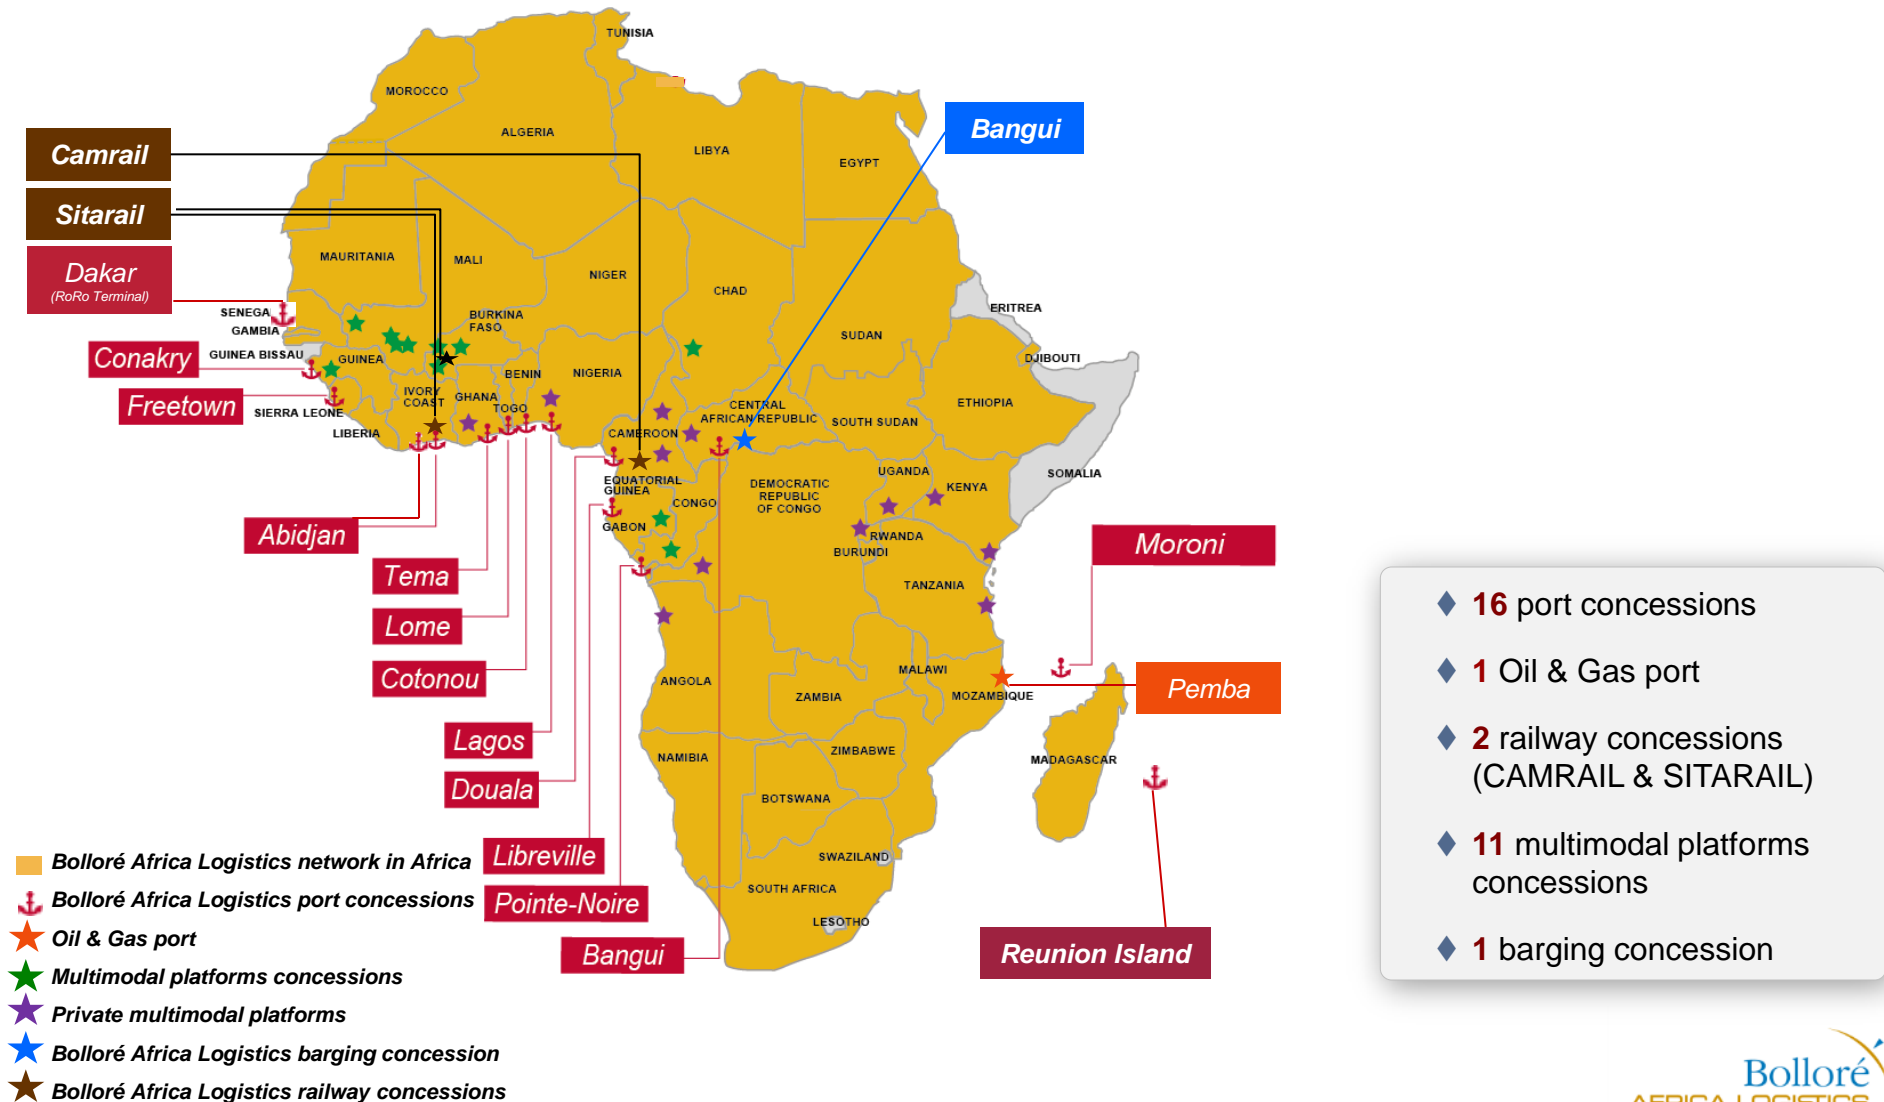 TUNISIA
MOROCCO
ALGERIA
LIBYA
EGYPT
Bangui
Camrail
Sitarail
Dakar
(RoRo Terminal)
MAURITANIA
MALI
NIGER
CHAD
SUDAN
ERITREA
SENEGA
GAMBIA
BURKINA
FASO
DJIBOUTI
GUINEA BISSAU
GUINEA
Conakry
Freetown
SIERRA LEONE
LIBERIA
IVORY
COAST
GHANA
TOGO
BENIN
NIGERIA
CENTRAL
AFRICAN REPUBLIC
SOUTH SUDAN
ETHIOPIA
CAMEROON
SOMALIA
EQUATORIAL
GUINEA
GABON
CONGO
DEMOCRATIC
REPUBLIC
OF CONGO
UGANDA
KENYA
RWANDA
BURUNDI
TANZANIA
Abidjan
Tema
Lome
Cotonou
Lagos
Douala
Libreville
Pointe-Noire
Bangui
Moroni
Pemba
Reunion Island
ANGOLA
ZAMBIA
MALAWI
MOZAMBIQUE
NAMIBIA
ZIMBABWE
MADAGASCAR
BOTSWANA
SWAZILAND
SOUTH AFRICA
LESOTHO
Bolloré Africa Logistics network in Africa
Bolloré Africa Logistics port concessions
Oil & Gas port
Multimodal platforms concessions
Private multimodal platforms
Bolloré Africa Logistics barging concession
Bolloré Africa Logistics railway concessions
16 port concessions
1 Oil & Gas port
2 railway concessions
(CAMRAIL & SITARAIL)
11 multimodal platforms
concessions
1 barging concession
Bolloré
AFRICA LOGISTICS